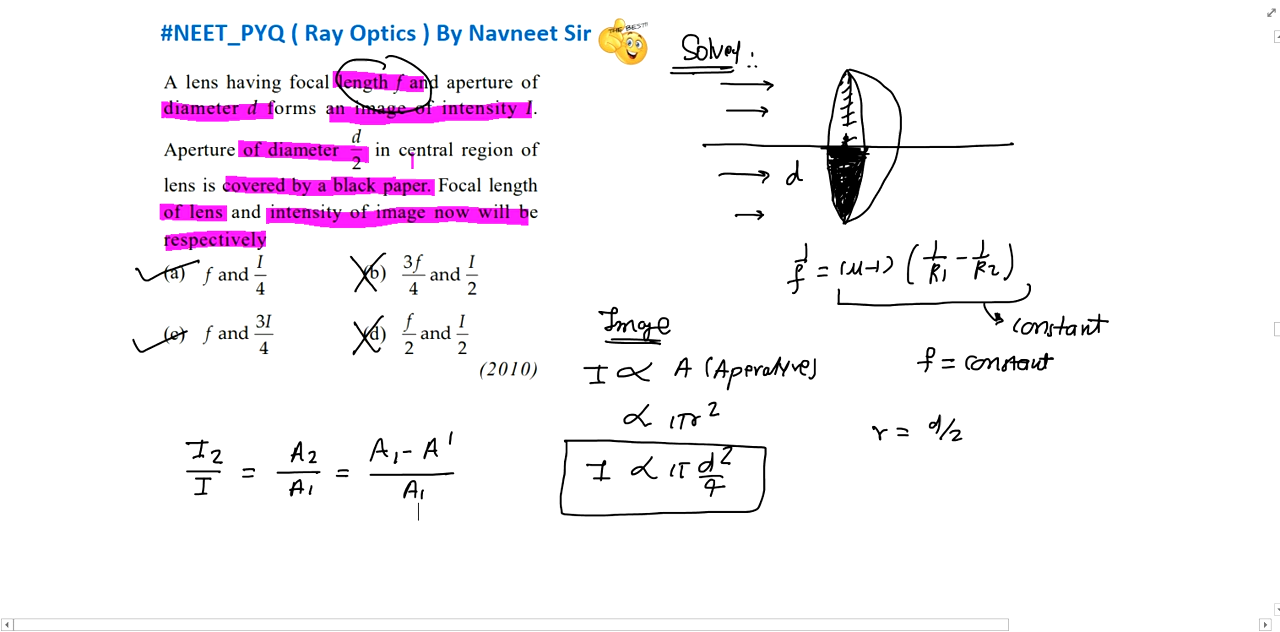 #NEET_PYQ ( Ray Optics ) By Navneet Sir
THE BEST!!
A lens having focal length f and aperture of
diameter d forms an image of intensity I.
Aperture of diameter d/2 in central region of
lens is covered by a black paper. Focal length
of lens and intensity of image now will be
respectively
(a) f and I/4
(b) 3f/4 and I/2
(c) f and 3I/4
(d) f/2 and I/2
(2010)
I2/I = A2/A1 = (A1 - A')/A1
Image
I ∝ A (Aperature)
∝ πr²
I ∝ π d²/4
d
1/f = (μ-1) (1/R1 - 1/R2)
constant
f = constant
r = d/2